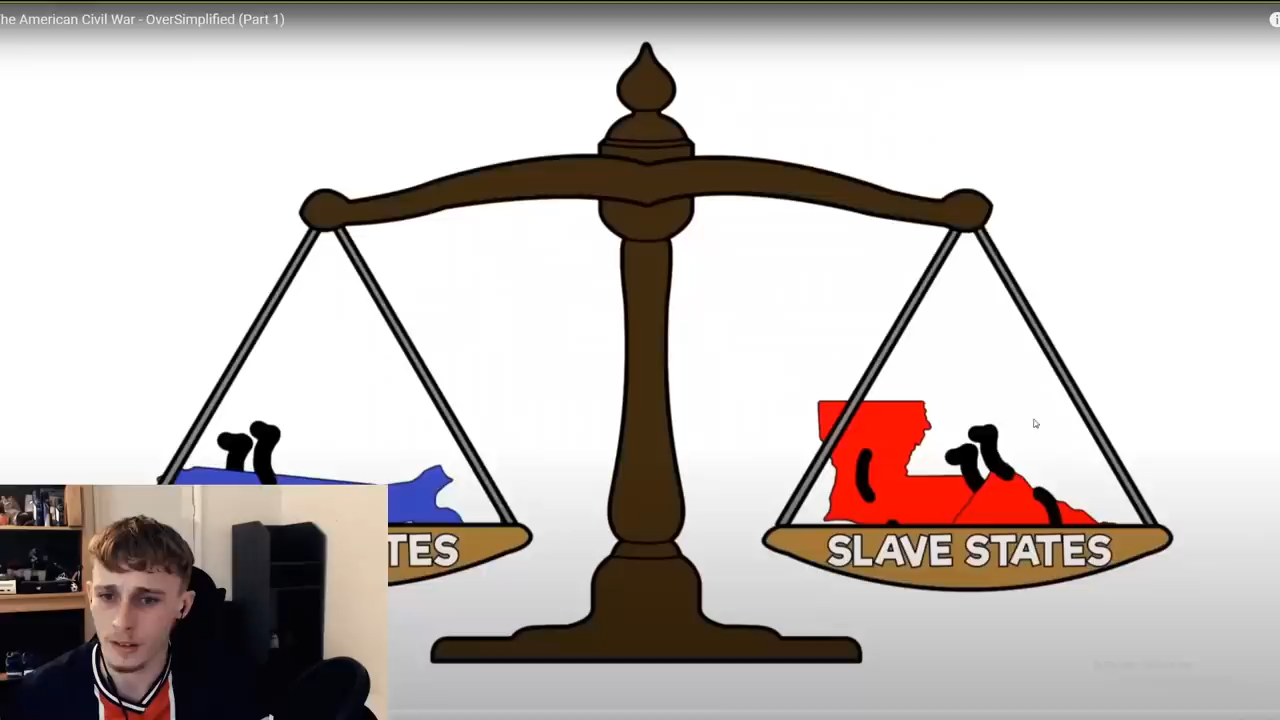 he American Civil War - OverSimplified (Part 1)
TES
SLAVE STATES